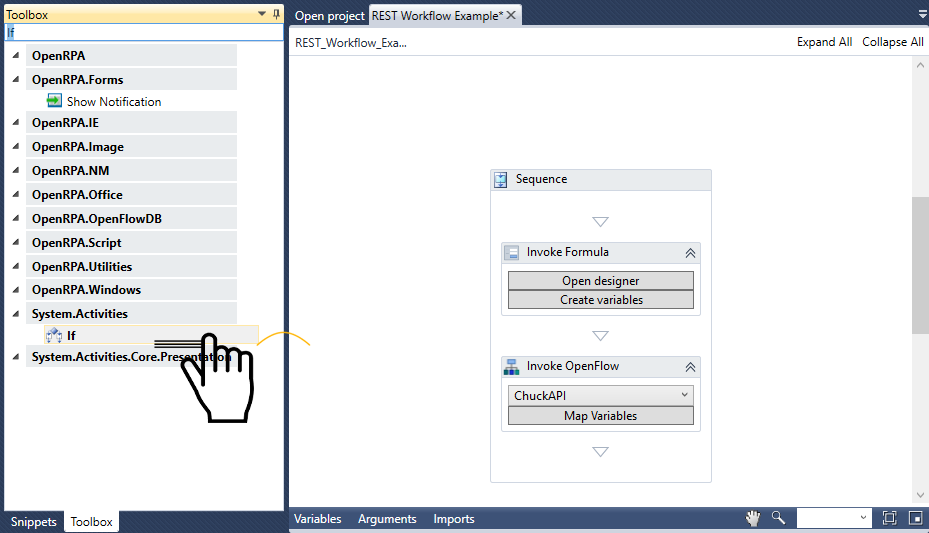 Toolbox
If
OpenRPA
OpenRPA.Forms
Show Notification
OpenRPA.IE
OpenRPA.Image
OpenRPA.NM
OpenRPA.Office
OpenRPA.OpenFlowDB
OpenRPA.Script
OpenRPA.Utilities
OpenRPA.Windows
System.Activities
If
System.Activities.Core.Presentation
Snippets Toolbox
Open project REST Workflow Example*
REST_Workflow_Exa... Expand All Collapse All
Sequence
Invoke Formula
Open designer
Create variables
Invoke OpenFlow
ChuckAPI
Map Variables
Variables Arguments Imports